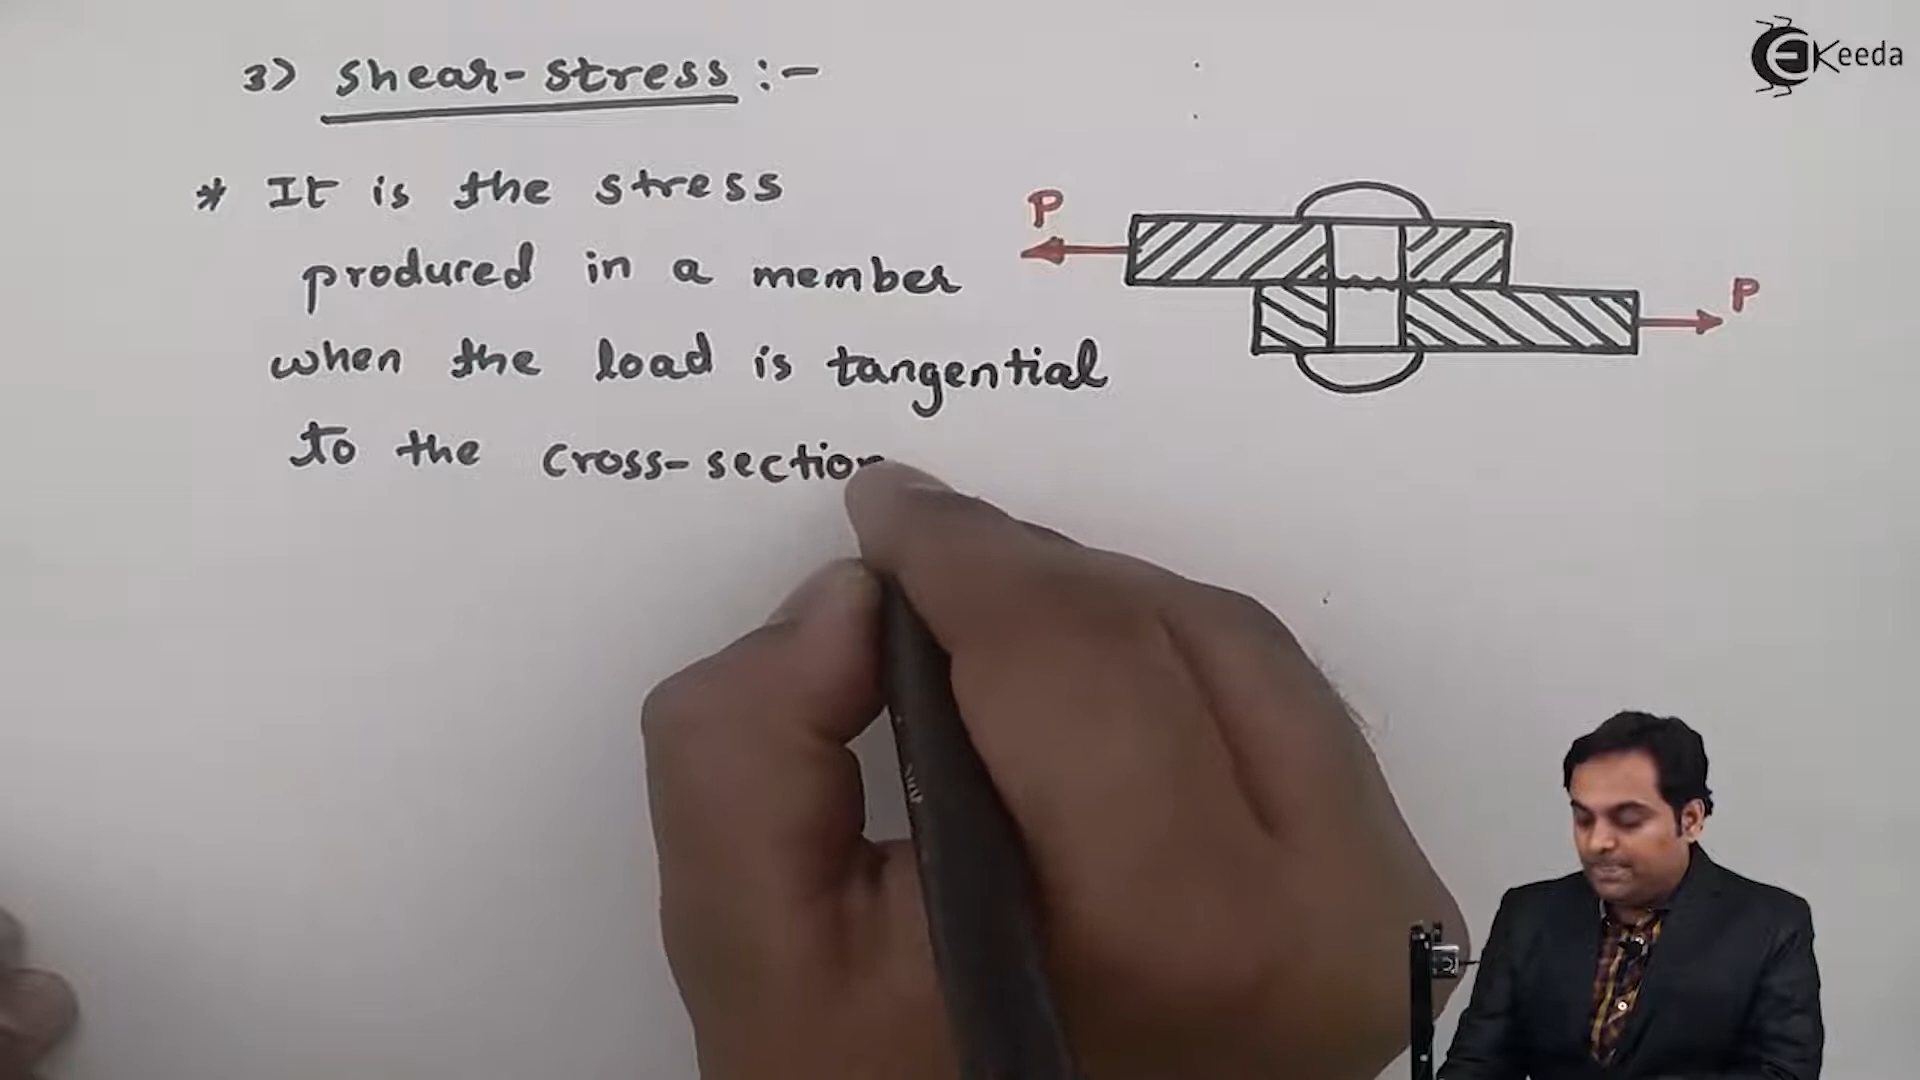 3) Shear-stress :-
* It is the stress
produced in a member
when the load is tangential
to the cross-section
P
P
Keeda